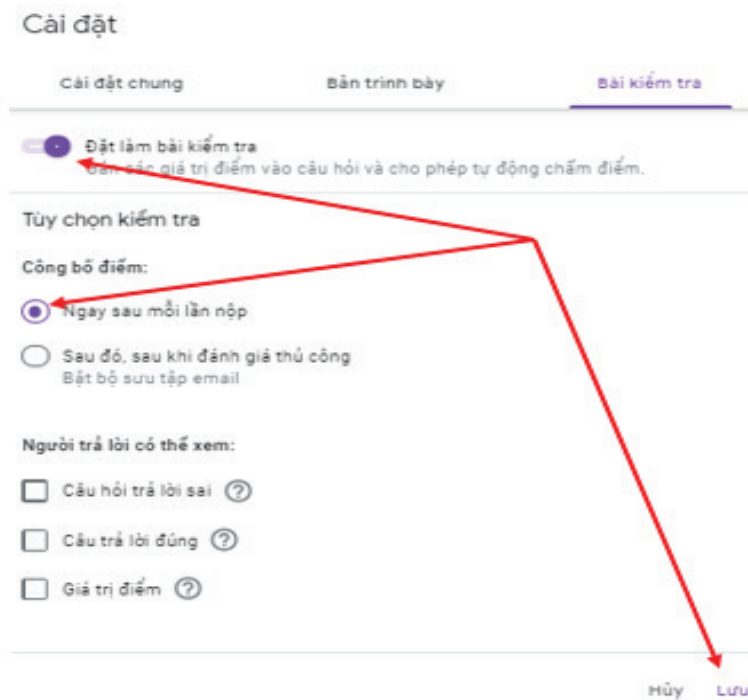 Cài đặt
Cài đặt chung Bản trình bày Bài kiểm tra
Đặt làm bài kiểm tra
Gán các giá trị điểm vào câu hỏi và cho phép tự động chấm điểm.
Tùy chọn kiểm tra
Công bố điểm:
Ngay sau mỗi lần nộp
Sau đó, sau khi đánh giá thủ công
Bật bộ sưu tập email
Người trả lời có thể xem:
Câu hỏi trả lời sai ?
Câu trả lời đúng ?
Giá trị điểm ?
Hủy Lưu